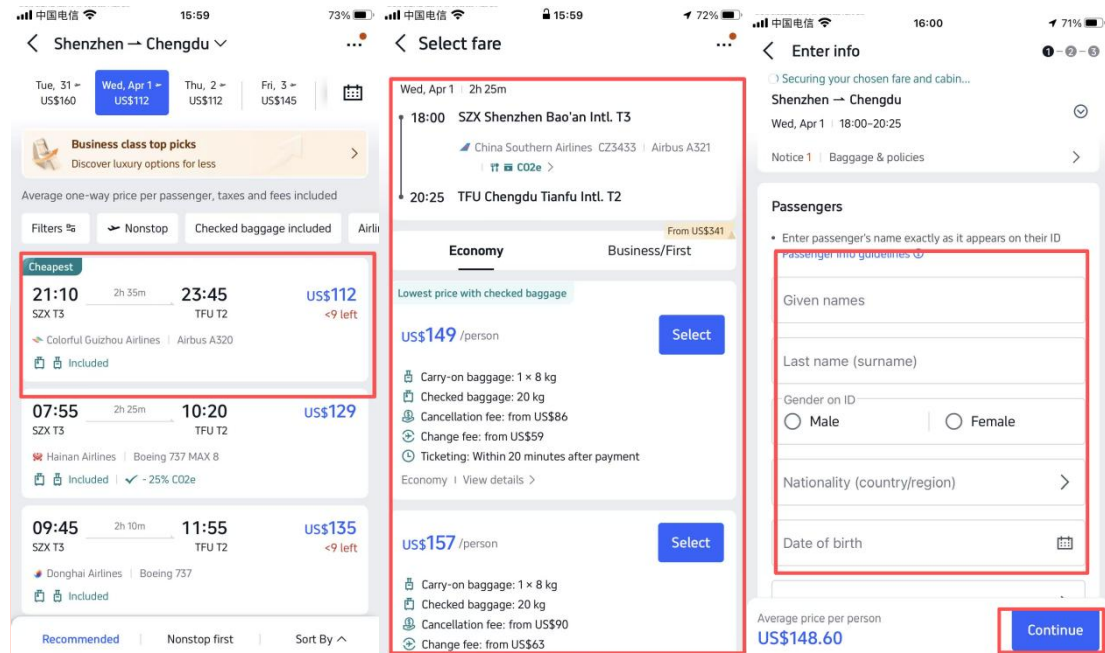 中国电信
15:59
73%
Shenzhen → Chengdu
Tue, 31
US$160
Wed, Apr 1
US$112
Thu, 2
US$112
Fri, 3
US$145
Business class top picks
Discover luxury options for less
Average one-way price per passenger, taxes and fees included
Filters
Nonstop
Checked baggage included
Cheapest
21:10
2h 35m
23:45
US$112
SZX T3
TFU T2
<9 left
Colorful Guizhou Airlines | Airbus A320
Included
07:55
2h 25m
10:20
US$129
SZX T3
TFU T2
Hainan Airlines | Boeing 737 MAX 8
Included | - 25% CO2e
09:45
2h 10m
11:55
US$135
SZX T3
TFU T2
<9 left
Donghai Airlines | Boeing 737
Included
Recommended
Nonstop first
Sort By
中国电信
15:59
72%
Select fare
Wed, Apr 1 | 2h 25m
18:00 SZX Shenzhen Bao'an Intl. T3
China Southern Airlines CZ3433 | Airbus A321
CO2e >
20:25 TFU Chengdu Tianfu Intl. T2
From US$341
Economy
Business/First
Lowest price with checked baggage
US$149 /person
Select
Carry-on baggage: 1 × 8 kg
Checked baggage: 20 kg
Cancellation fee: from US$86
Change fee: from US$59
Ticketing: Within 20 minutes after payment
Economy | View details >
US$157 /person
Select
Carry-on baggage: 1 × 8 kg
Checked baggage: 20 kg
Cancellation fee: from US$90
Change fee: from US$63
中国电信
16:00
71%
Enter info
1-2-3
Securing your chosen fare and cabin...
Shenzhen → Chengdu
Wed, Apr 1 | 18:00–20:25
Notice 1 | Baggage & policies
Passengers
• Enter passenger's name exactly as it appears on their ID
Passenger info guidelines
Given names
Last name (surname)
Gender on ID
Male
Female
Nationality (country/region)
Date of birth
Average price per person
US$148.60
Continue